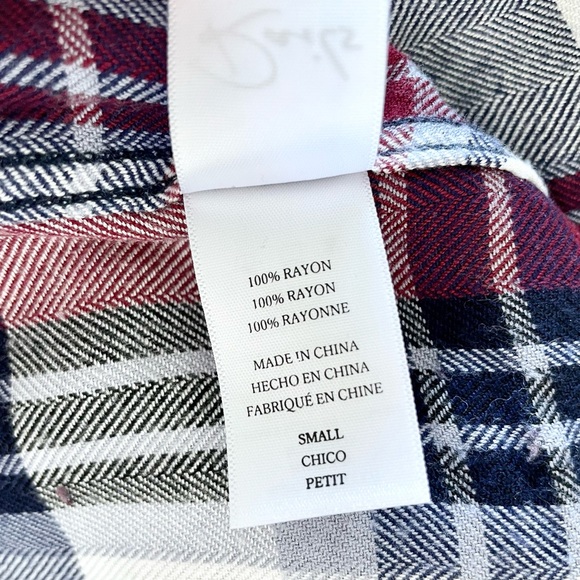 100% RAYON
100% RAYON
100% RAYONNE
MADE IN CHINA
HECHO EN CHINA
FABRIQUÉ EN CHINE
SMALL
CHICO
PETIT